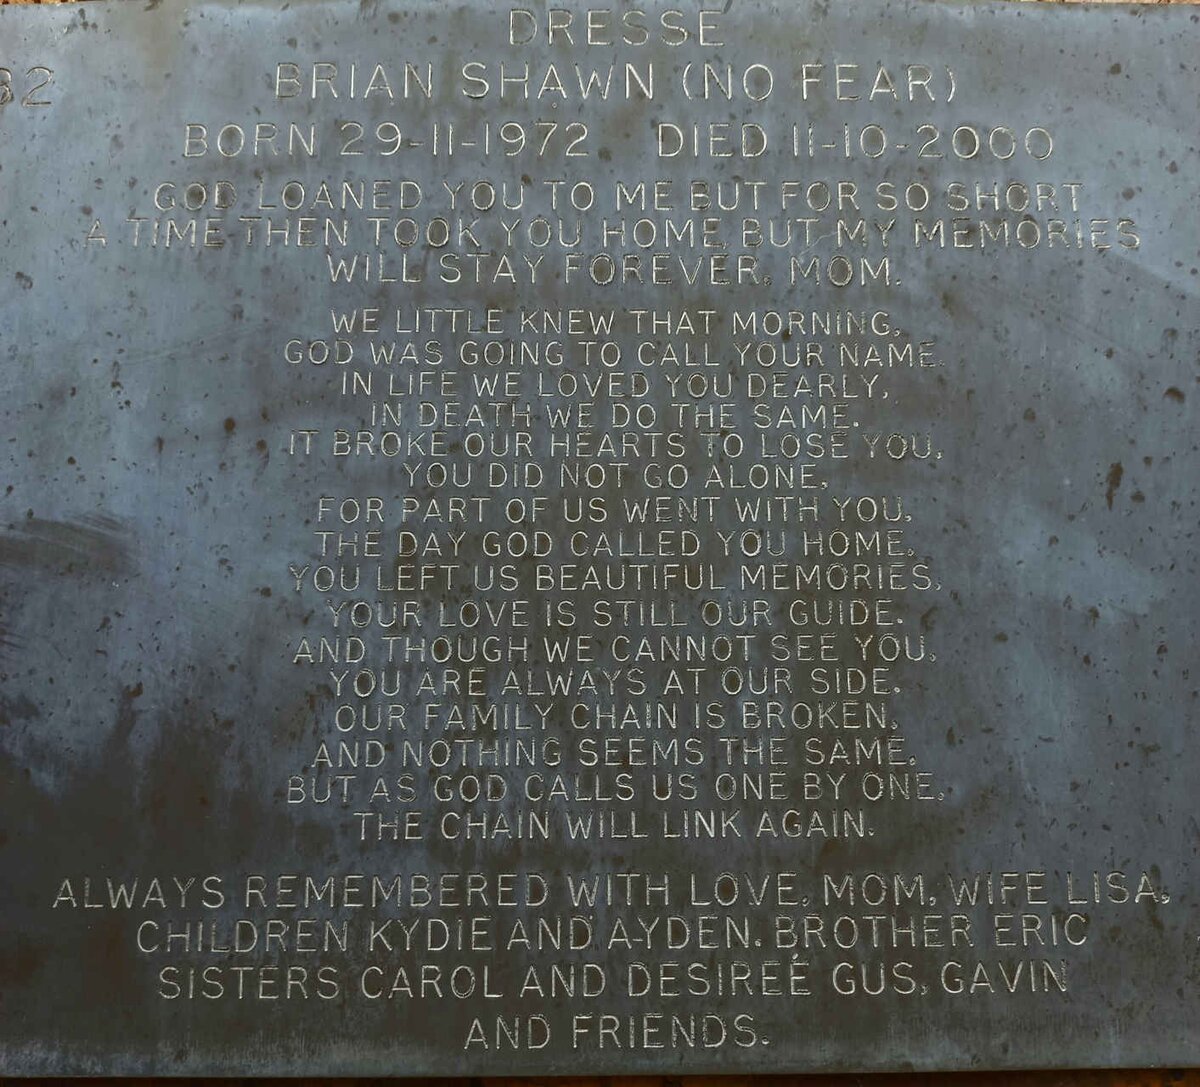 DRESSE
32
BRIAN SHAWN (NO FEAR)
BORN 29-11-1972 DIED 11-10-2000
GOD LOANED YOU TO ME BUT FOR SO SHORT
A TIME THEN TOOK YOU HOME, BUT MY MEMORIES
WILL STAY FOREVER. MOM.
WE LITTLE KNEW THAT MORNING,
GOD WAS GOING TO CALL YOUR NAME.
IN LIFE WE LOVED YOU DEARLY,
IN DEATH WE DO THE SAME.
IT BROKE OUR HEARTS TO LOSE YOU,
YOU DID NOT GO ALONE,
FOR PART OF US WENT WITH YOU,
THE DAY GOD CALLED YOU HOME.
YOU LEFT US BEAUTIFUL MEMORIES,
YOUR LOVE IS STILL OUR GUIDE.
AND THOUGH WE CANNOT SEE YOU,
YOU ARE ALWAYS AT OUR SIDE.
OUR FAMILY CHAIN IS BROKEN,
AND NOTHING SEEMS THE SAME,
BUT AS GOD CALLS US ONE BY ONE,
THE CHAIN WILL LINK AGAIN.
ALWAYS REMEMBERED WITH LOVE, MOM, WIFE LISA,
CHILDREN KYDIE AND AYDEN. BROTHER ERIC
SISTERS CAROL AND DESIREÉ GUS, GAVIN
AND FRIENDS.